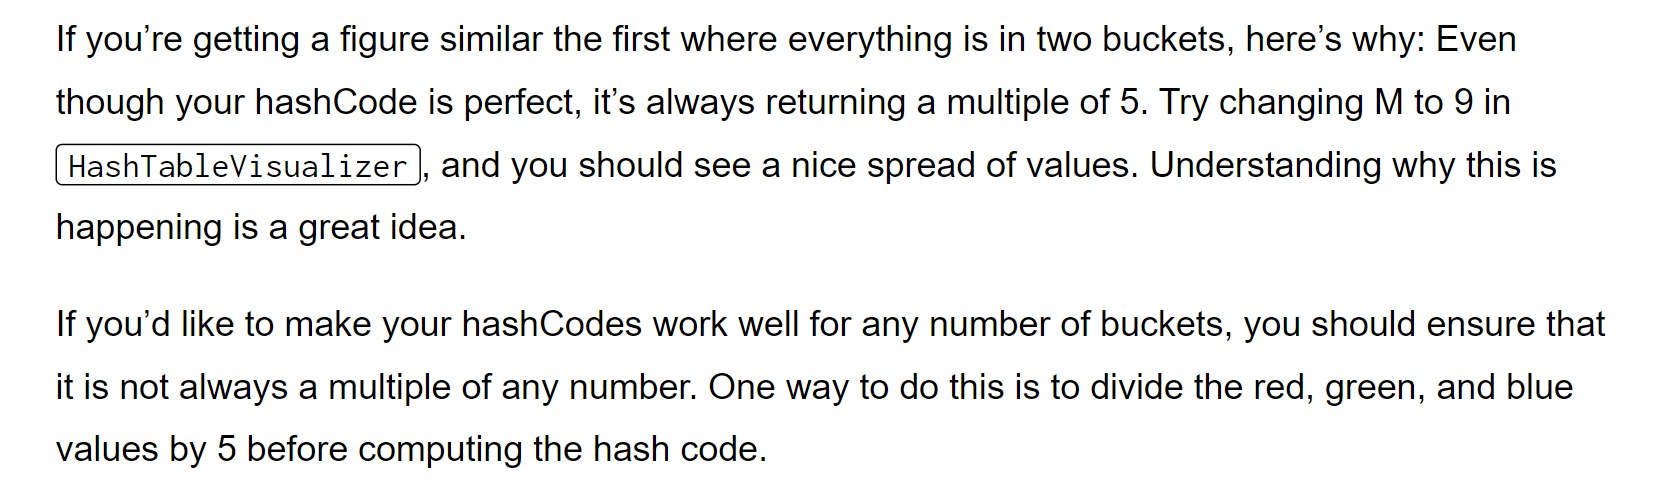 If you’re getting a figure similar the first where everything is in two buckets, here’s why: Even
though your hashCode is perfect, it’s always returning a multiple of 5. Try changing M to 9 in
HashTableVisualizer, and you should see a nice spread of values. Understanding why this is
happening is a great idea.
If you’d like to make your hashCodes work well for any number of buckets, you should ensure that
it is not always a multiple of any number. One way to do this is to divide the red, green, and blue
values by 5 before computing the hash code.